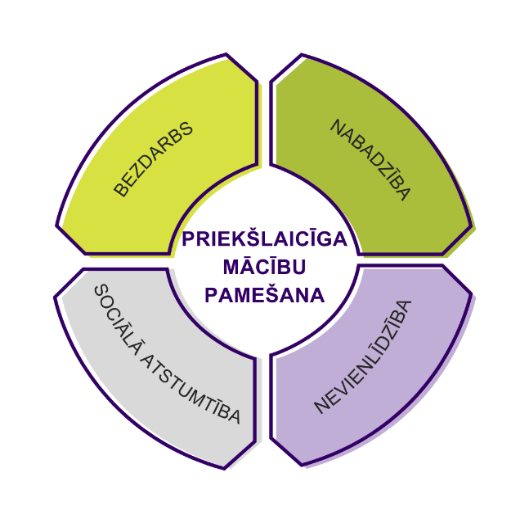 BEZDARBS
NABADZĪBA
PRIEKŠLAICĪGA
MĀCĪBU
PAMEŠANA
SOCIĀLĀ ATSTUMTĪBA
NEVIENLĪDZĪBA